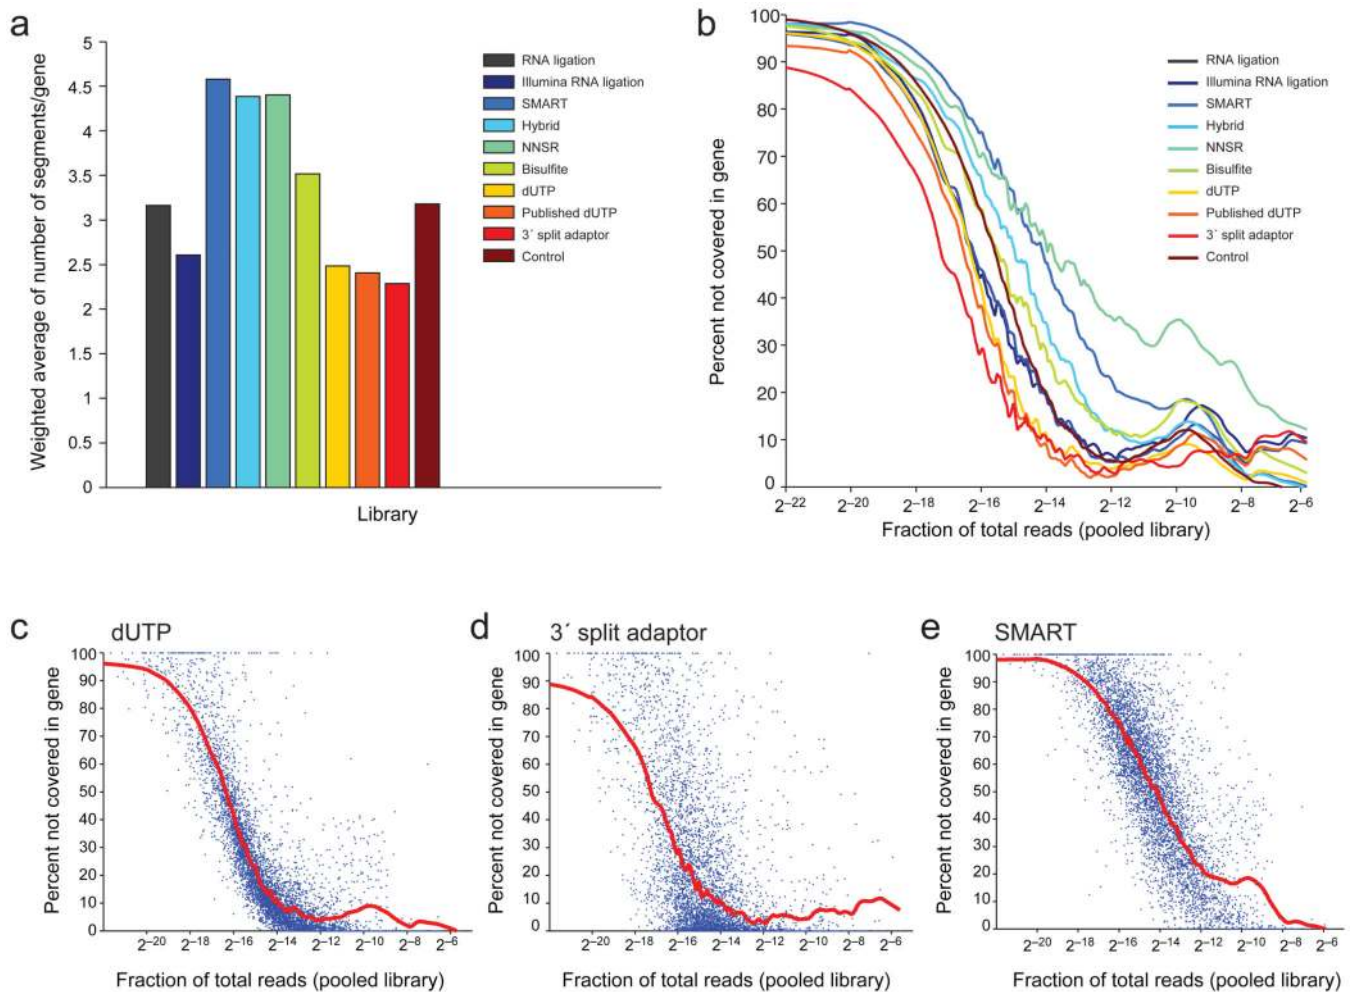 a
Weighted average of number of segments/gene
5
4.5
4
3.5
3
2.5
2
1.5
1
0.5
0
Library
RNA ligation
Illumina RNA ligation
SMART
Hybrid
NNSR
Bisulfite
dUTP
Published dUTP
3´ split adaptor
Control
b
Percent not covered in gene
100
90
80
70
60
50
40
30
20
10
0
2–22 2–20 2–18 2–16 2–14 2–12 2–10 2–8 2–6
Fraction of total reads (pooled library)
RNA ligation
Illumina RNA ligation
SMART
Hybrid
NNSR
Bisulfite
dUTP
Published dUTP
3´ split adaptor
Control
c
dUTP
Percent not covered in gene
100
90
80
70
60
50
40
30
20
10
0
2–20 2–18 2–16 2–14 2–12 2–10 2–8 2–6
Fraction of total reads (pooled library)
d
3´ split adaptor
Percent not covered in gene
100
90
80
70
60
50
40
30
20
10
0
2–20 2–18 2–16 2–14 2–12 2–10 2–8 2–6
Fraction of total reads (pooled library)
e
SMART
Percent not covered in gene
100
90
80
70
60
50
40
30
20
10
0
2–20 2–18 2–16 2–14 2–12 2–10 2–8 2–6
Fraction of total reads (pooled library)